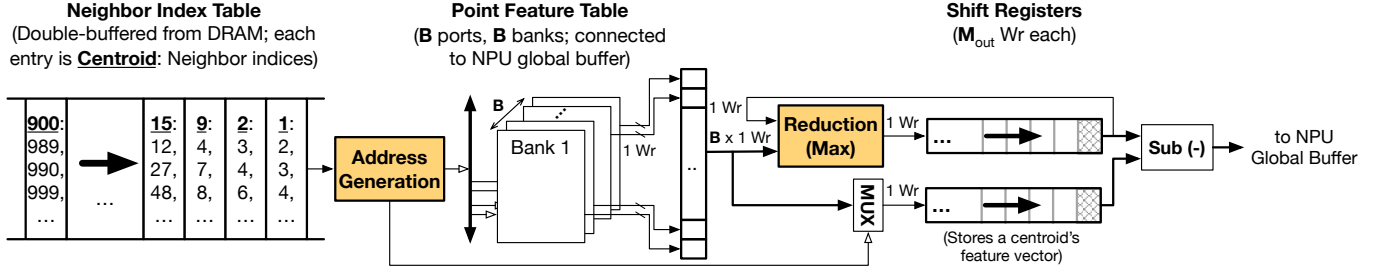 Neighbor Index Table
(Double-buffered from DRAM; each
entry is Centroid: Neighbor indices)
900:
989,
990,
999,
...
...
15:
12,
27,
48,
...
9:
4,
7,
8,
...
2:
3,
4,
6,
...
1:
2,
3,
4,
...
Address
Generation
Point Feature Table
(B ports, B banks; connected
to NPU global buffer)
B
...
Bank 1
1 Wr
..
B x 1 Wr
1 Wr
Reduction
(Max)
1 Wr
MUX
1 Wr
Shift Registers
(Mout Wr each)
...
...
(Stores a centroid's
feature vector)
Sub (-)
to NPU
Global Buffer